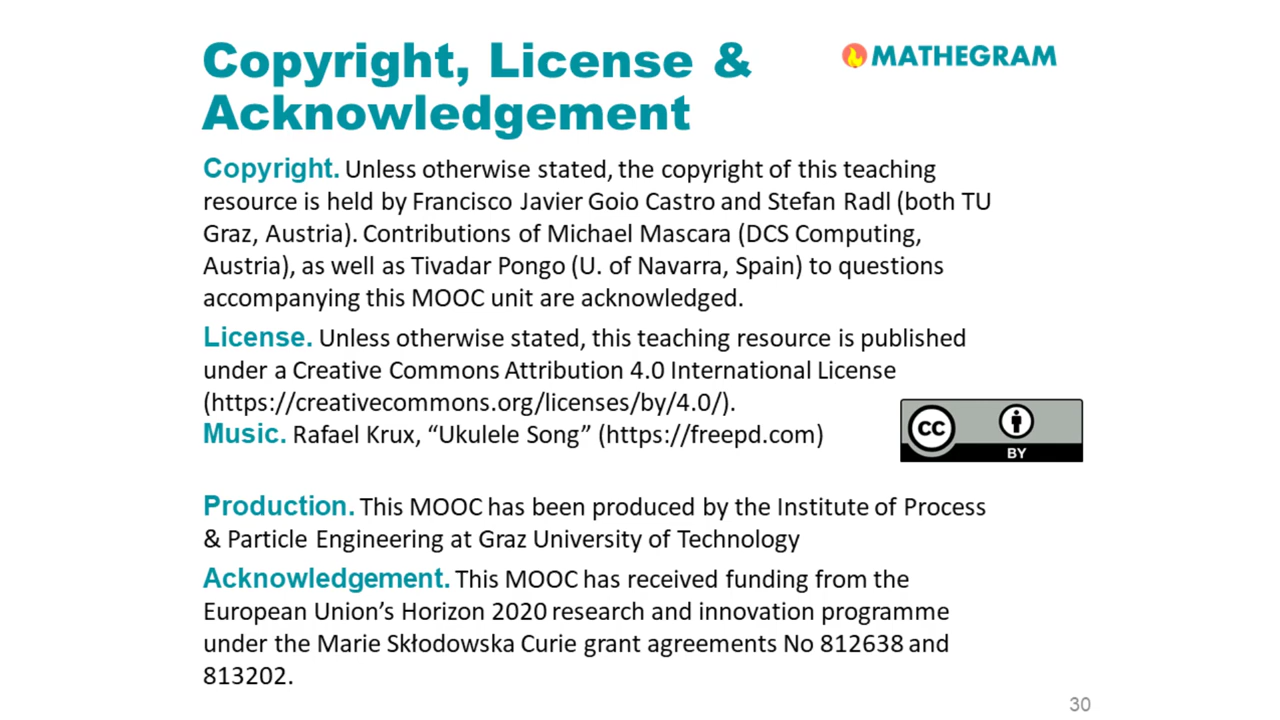 Copyright, License &
Acknowledgement
MATHEGRAM
Copyright. Unless otherwise stated, the copyright of this teaching
resource is held by Francisco Javier Goio Castro and Stefan Radl (both TU
Graz, Austria). Contributions of Michael Mascara (DCS Computing,
Austria), as well as Tivadar Pongo (U. of Navarra, Spain) to questions
accompanying this MOOC unit are acknowledged.
License. Unless otherwise stated, this teaching resource is published
under a Creative Commons Attribution 4.0 International License
(https://creativecommons.org/licenses/by/4.0/).
Music. Rafael Krux, “Ukulele Song” (https://freepd.com)
CC
BY
Production. This MOOC has been produced by the Institute of Process
& Particle Engineering at Graz University of Technology
Acknowledgement. This MOOC has received funding from the
European Union’s Horizon 2020 research and innovation programme
under the Marie Skłodowska Curie grant agreements No 812638 and
813202.
30